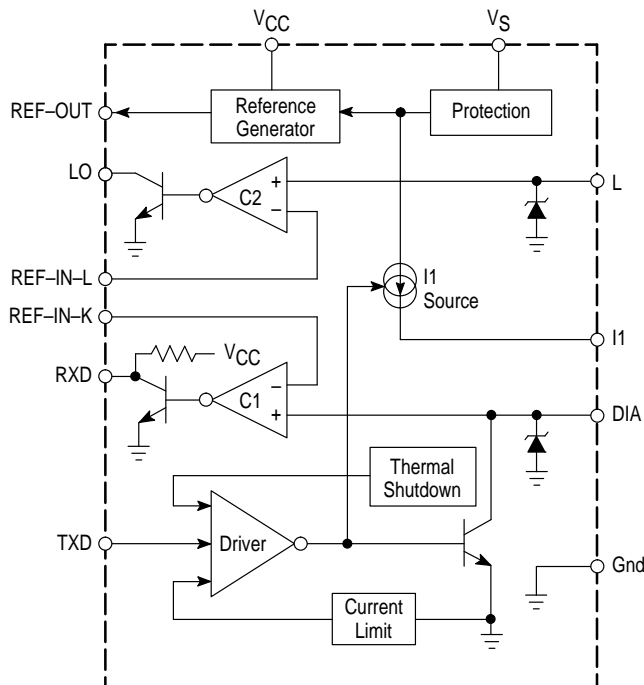 VCC
VS
REF–OUT
Reference
Generator
Protection
LO
+
C2
–
L
REF–IN–L
I1
Source
REF–IN–K
I1
VCC
RXD
–
C1
+
DIA
Thermal
Shutdown
TXD
Driver
Gnd
Current
Limit